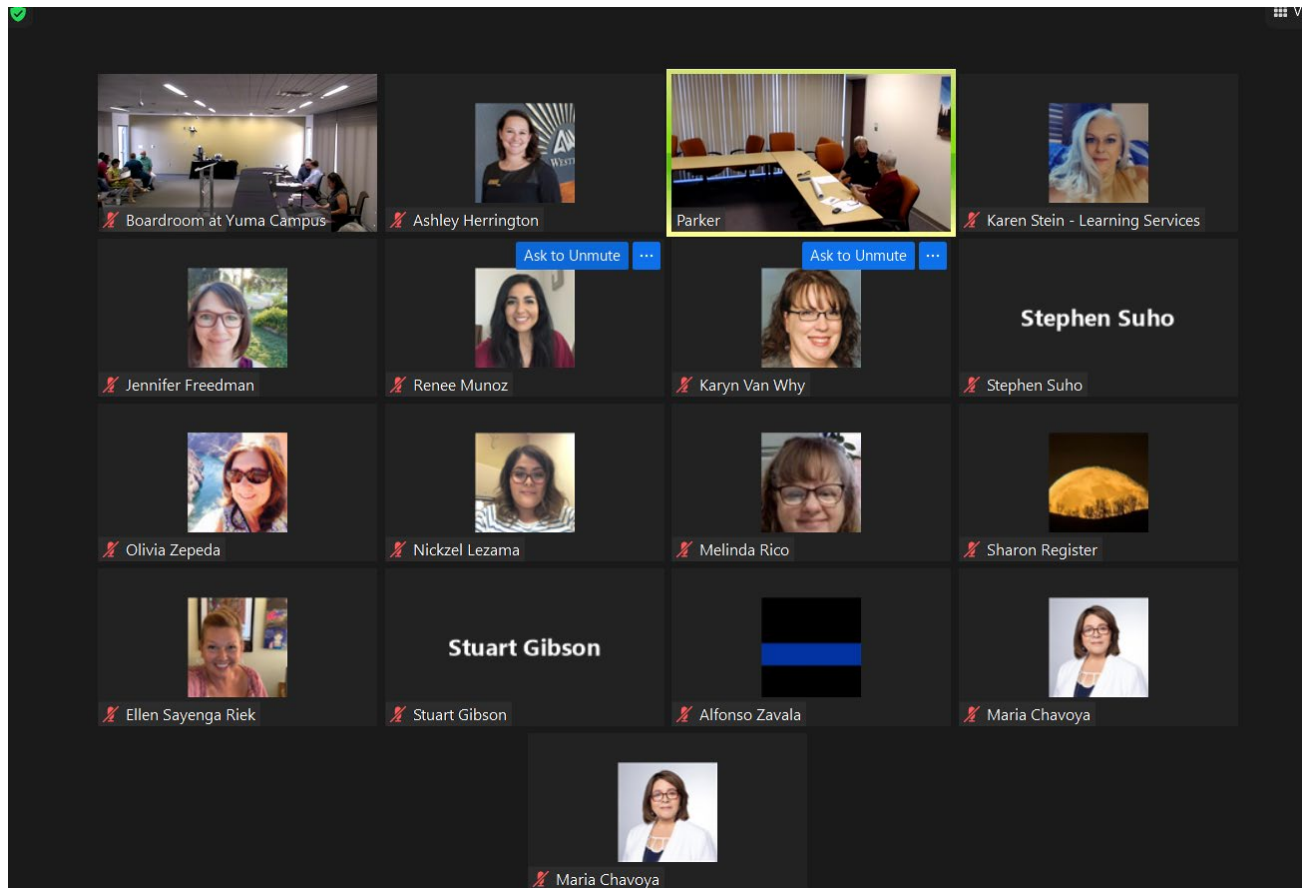 V
WEST
Boardroom at Yuma Campus
Ashley Herrington
Parker
Karen Stein - Learning Services
Ask to Unmute
...
Ask to Unmute
...
Stephen Suho
Jennifer Freedman
Renee Munoz
Karyn Van Why
Stephen Suho
Olivia Zepeda
Nickzel Lezama
Melinda Rico
Sharon Register
Stuart Gibson
Ellen Sayenga Riek
Stuart Gibson
Alfonso Zavala
Maria Chavoya
Maria Chavoya